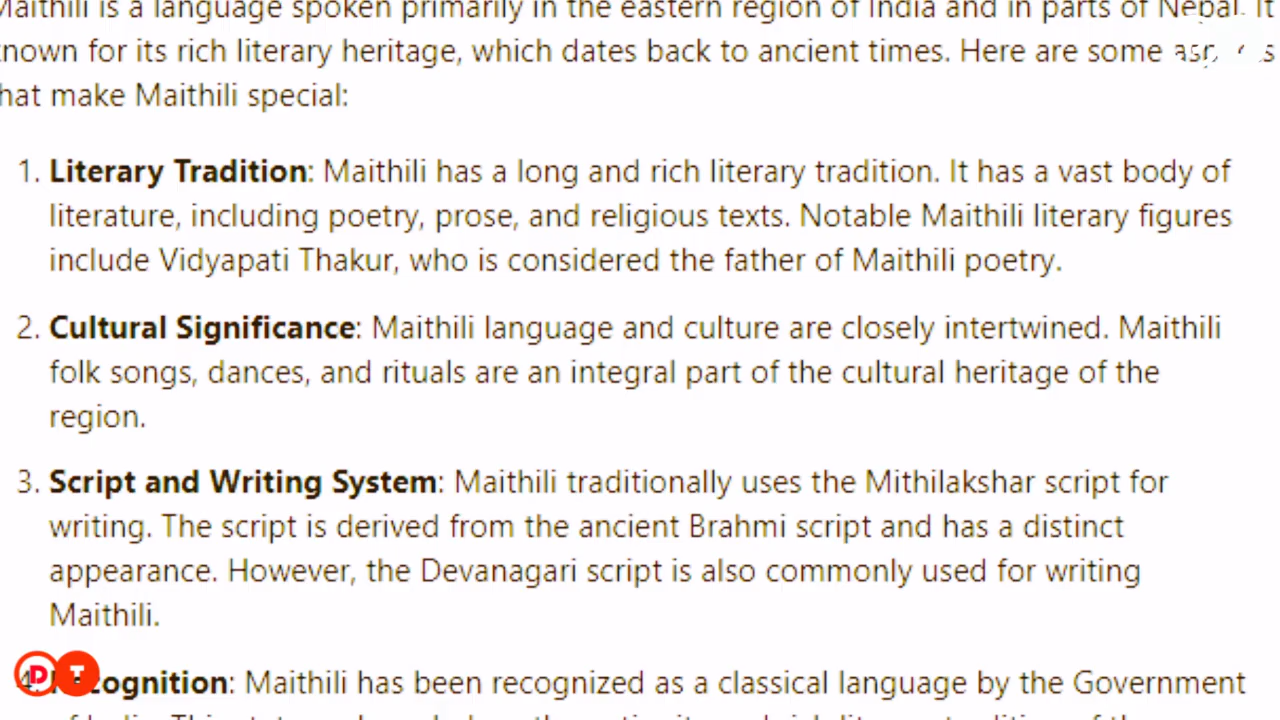 Maithili is a language spoken primarily in the eastern region of India and in parts of Nepal. It
known for its rich literary heritage, which dates back to ancient times. Here are some
that make Maithili special:
1. Literary Tradition: Maithili has a long and rich literary tradition. It has a vast body of
literature, including poetry, prose, and religious texts. Notable Maithili literary figures
include Vidyapati Thakur, who is considered the father of Maithili poetry.
2. Cultural Significance: Maithili language and culture are closely intertwined. Maithili
folk songs, dances, and rituals are an integral part of the cultural heritage of the
region.
3. Script and Writing System: Maithili traditionally uses the Mithilakshar script for
writing. The script is derived from the ancient Brahmi script and has a distinct
appearance. However, the Devanagari script is also commonly used for writing
Maithili.
4. Recognition: Maithili has been recognized as a classical language by the Government
D T